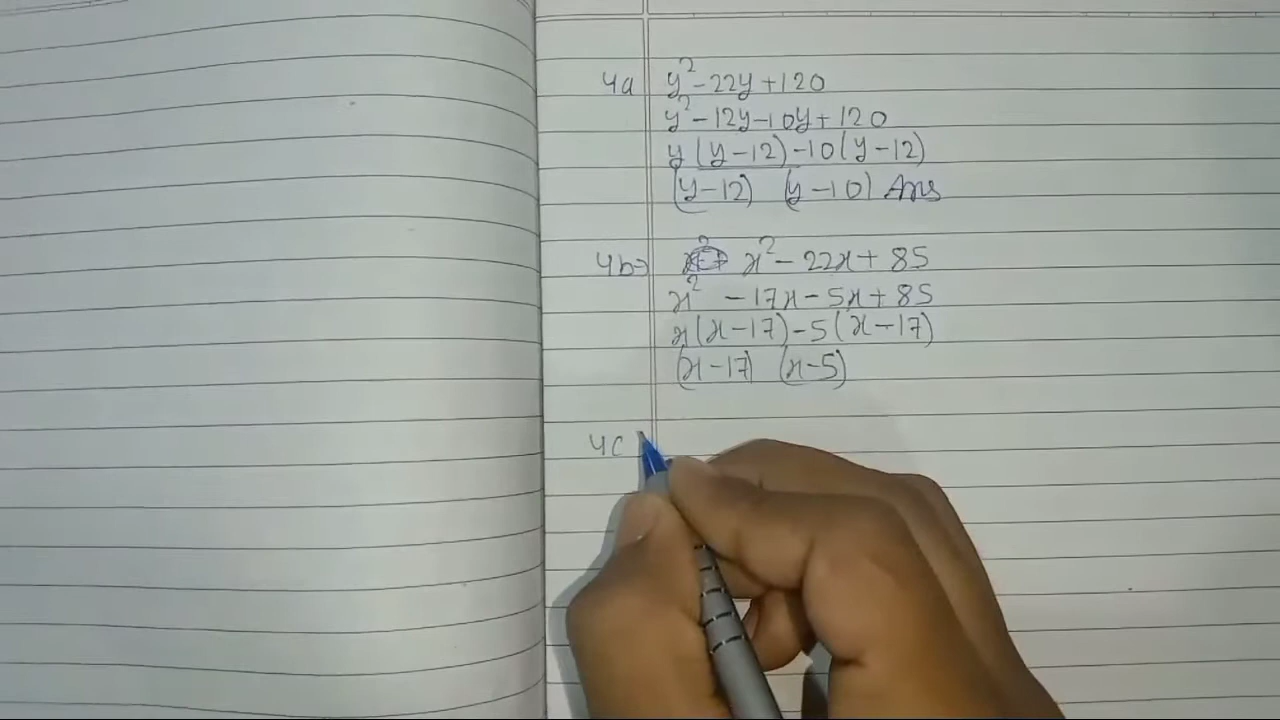 4a y² - 22y + 120
y² - 12y - 10y + 120
y (y - 12) - 10 (y - 12)
(y - 12) (y - 10) Ans
4b⇒ x² - 22x + 85
x² - 17x - 5x + 85
x (x - 17) - 5 (x - 17)
(x - 17) (x - 5)
4c